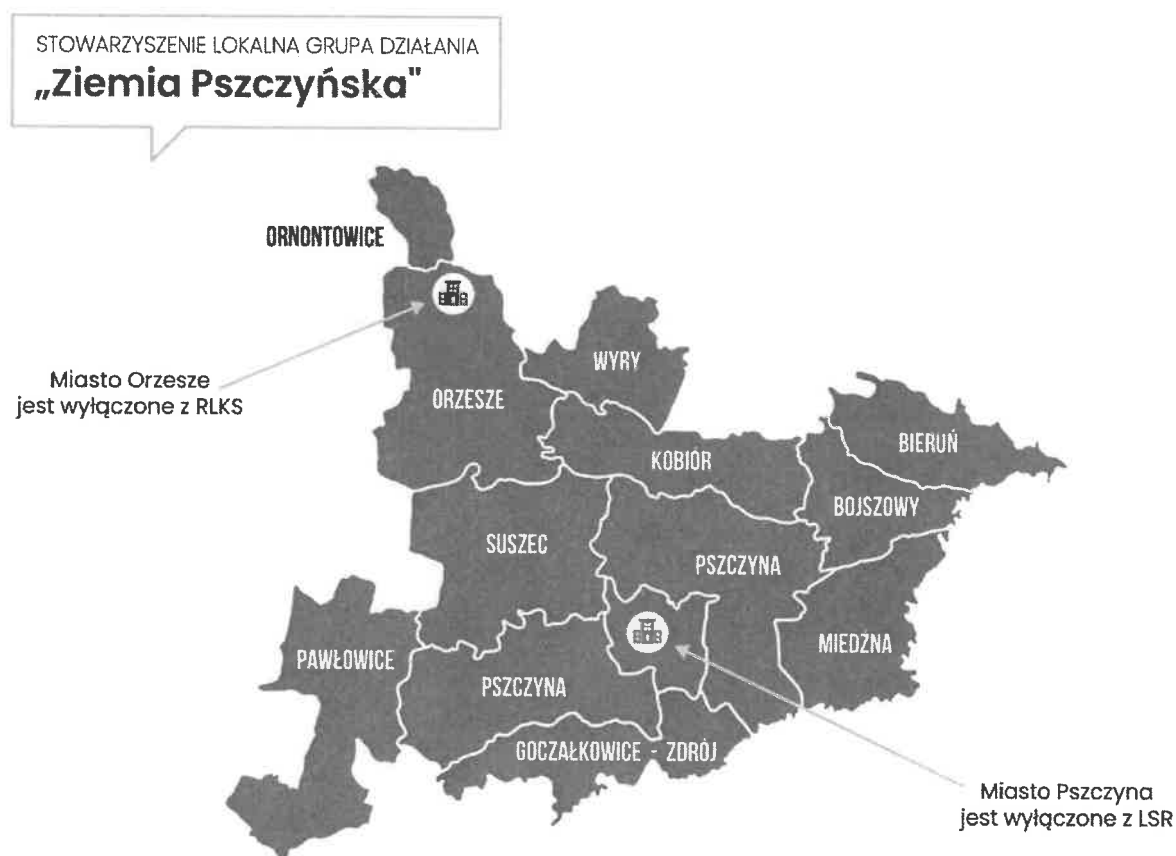 STOWARZYSZENIE LOKALNA GRUPA DZIAŁANIA
„Ziemia Pszczyńska"
ORNONTOWICE
WYRY
Miasto Orzesze
jest wyłączone z RLKS
ORZESZE
BIERUŃ
KOBIÓR
BOJSZOWY
SUSZEC
PSZCZYNA
MIEDŹNA
PAWŁOWICE
PSZCZYNA
GOCZAŁKOWICE - ZDRÓJ
Miasto Pszczyna
jest wyłączone z LSR